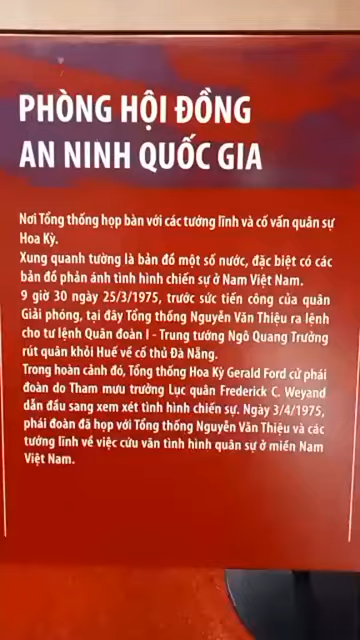 PHÒNG HỘI ĐỒNG
AN NINH QUỐC GIA
Nơi Tổng thống họp bàn với các tướng lĩnh và cố vấn quân sự
Hoa Kỳ.
Xung quanh tường là bản đồ một số nước, đặc biệt có các
bản đồ phản ánh tình hình chiến sự ở Nam Việt Nam.
9 giờ 30 ngày 25/3/1975, trước sức tiến công của quân
Giải phóng, tại đây Tổng thống Nguyễn Văn Thiệu ra lệnh
cho tư lệnh Quân đoàn I - Trung tướng Ngô Quang Trưởng
rút quân khỏi Huế về cố thủ Đà Nẵng.
Trong hoàn cảnh đó, Tổng thống Hoa Kỳ Gerald Ford cử phái
đoàn do Tham mưu trưởng Lục quân Frederick C. Weyand
dẫn đầu sang xem xét tình hình chiến sự. Ngày 3/4/1975,
phái đoàn đã họp với Tổng thống Nguyễn Văn Thiệu và các
tướng lĩnh về việc cứu vãn tình hình quân sự ở miền Nam
Việt Nam.